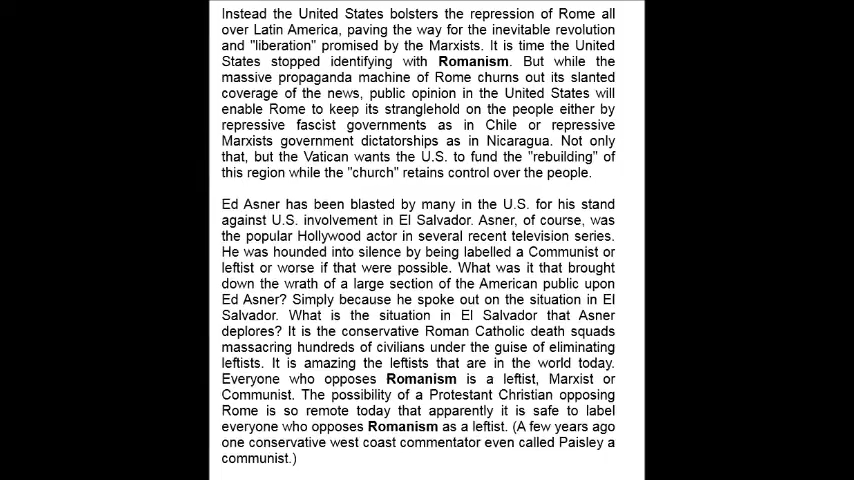 Instead the United States bolsters the repression of Rome all
over Latin America, paving the way for the inevitable revolution
and "liberation" promised by the Marxists. It is time the United
States stopped identifying with Romanism. But while the
massive propaganda machine of Rome churns out its slanted
coverage of the news, public opinion in the United States will
enable Rome to keep its stranglehold on the people either by
repressive fascist governments as in Chile or repressive
Marxists government dictatorships as in Nicaragua. Not only
that, but the Vatican wants the U.S. to fund the "rebuilding" of
this region while the "church" retains control over the people.
Ed Asner has been blasted by many in the U.S. for his stand
against U.S. involvement in El Salvador. Asner, of course, was
the popular Hollywood actor in several recent television series.
He was hounded into silence by being labelled a Communist or
leftist or worse if that were possible. What was it that brought
down the wrath of a large section of the American public upon
Ed Asner? Simply because he spoke out on the situation in El
Salvador. What is the situation in El Salvador that Asner
deplores? It is the conservative Roman Catholic death squads
massacring hundreds of civilians under the guise of eliminating
leftists. It is amazing the leftists that are in the world today.
Everyone who opposes Romanism is a leftist, Marxist or
Communist. The possibility of a Protestant Christian opposing
Rome is so remote today that apparently it is safe to label
everyone who opposes Romanism as a leftist. (A few years ago
one conservative west coast commentator even called Paisley a
communist.)